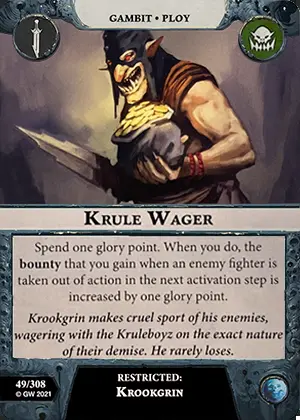 GAMBIT • PLOY
KRULE WAGER
Spend one glory point. When you do, the
bounty that you gain when an enemy fighter is
taken out of action in the next activation step is
increased by one glory point.
Krookgrin makes cruel sport of his enemies,
wagering with the Kruleboyz on the exact nature
of their demise. He rarely loses.
49/308
© GW 2021
RESTRICTED:
KROOKGRIN